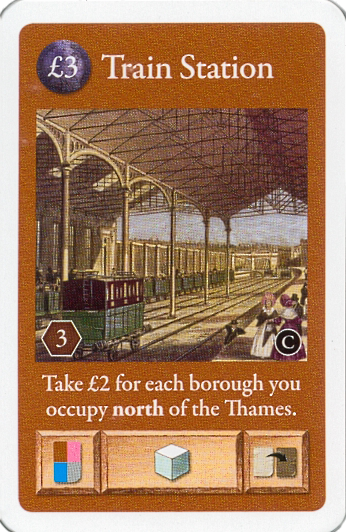 £3 Train Station
3
C
Take £2 for each borough you
occupy north of the Thames.